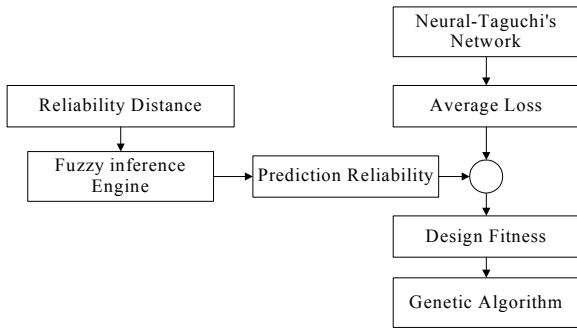 Neural-Taguchi's
Network
Reliability Distance
Average Loss
Fuzzy inference
Engine
Prediction Reliability
Design Fitness
Genetic Algorithm